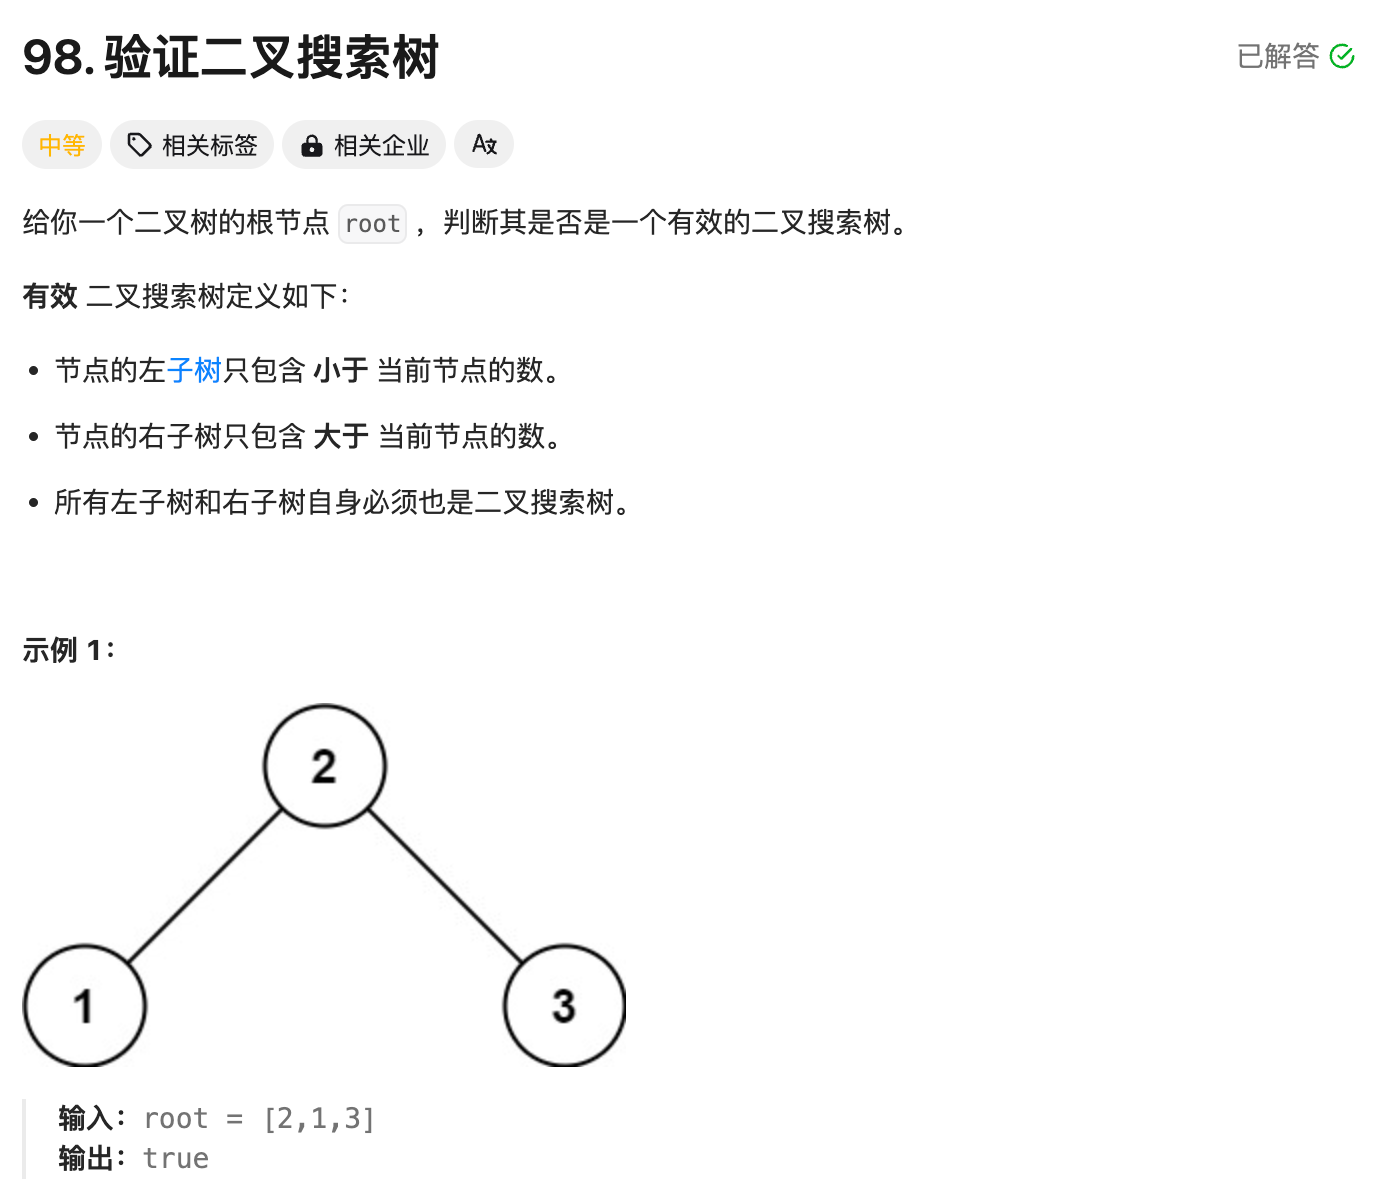 98. 验证二叉搜索树
已解答
中等 相关标签 相关企业 A文
给你一个二叉树的根节点 root ，判断其是否是一个有效的二叉搜索树。
有效 二叉搜索树定义如下：
• 节点的左子树只包含 小于 当前节点的数。
• 节点的右子树只包含 大于 当前节点的数。
• 所有左子树和右子树自身必须也是二叉搜索树。
示例 1：
2
1 3
输入：root = [2,1,3]
输出：true